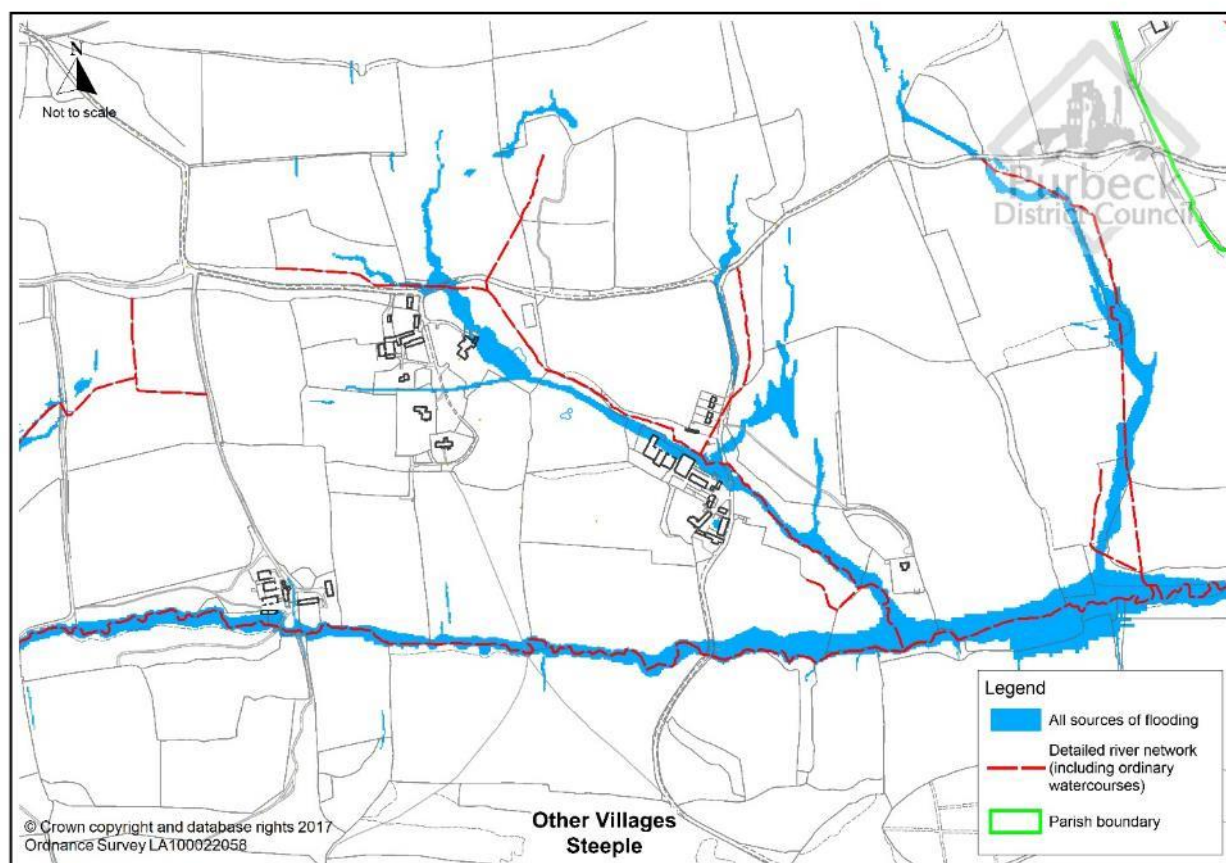 N
Not to scale
Purbeck
District Council
Legend
All sources of flooding
Detailed river network
(including ordinary
watercourses)
Parish boundary
Other Villages
Steeple
© Crown copyright and database rights 2017
Ordnance Survey LA100022058